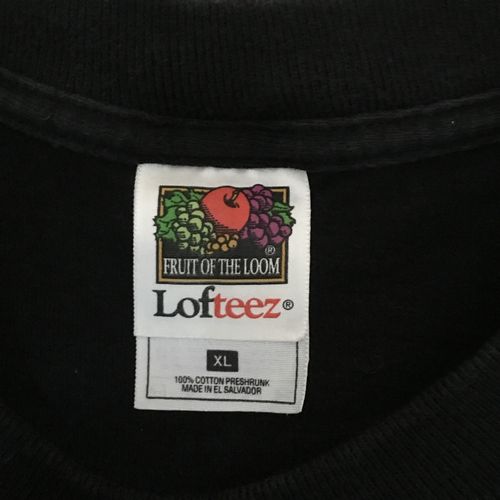 FRUIT OF THE LOOM ®
Lofteez®
XL
100% COTTON PRESHRUNK
MADE IN EL SALVADOR